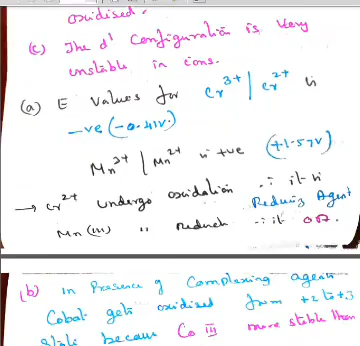 oxidised.
(c) The d¹ Configuration is Very
unstable in ions.
(a) E Values for Cr³⁺ | Cr²⁺ is
-ve (-0.41V.)
Mn³⁺ | Mn²⁺ is +ve (+1.57V)
→ Cr²⁺ undergo oxidation ∴ it is Reducing Agent
Mn (III) " Reduction ∴ it OA.
(b) in Presence of Complexing agents
Cobalt gets oxidised from +2 to +3
State because Co III more stable than